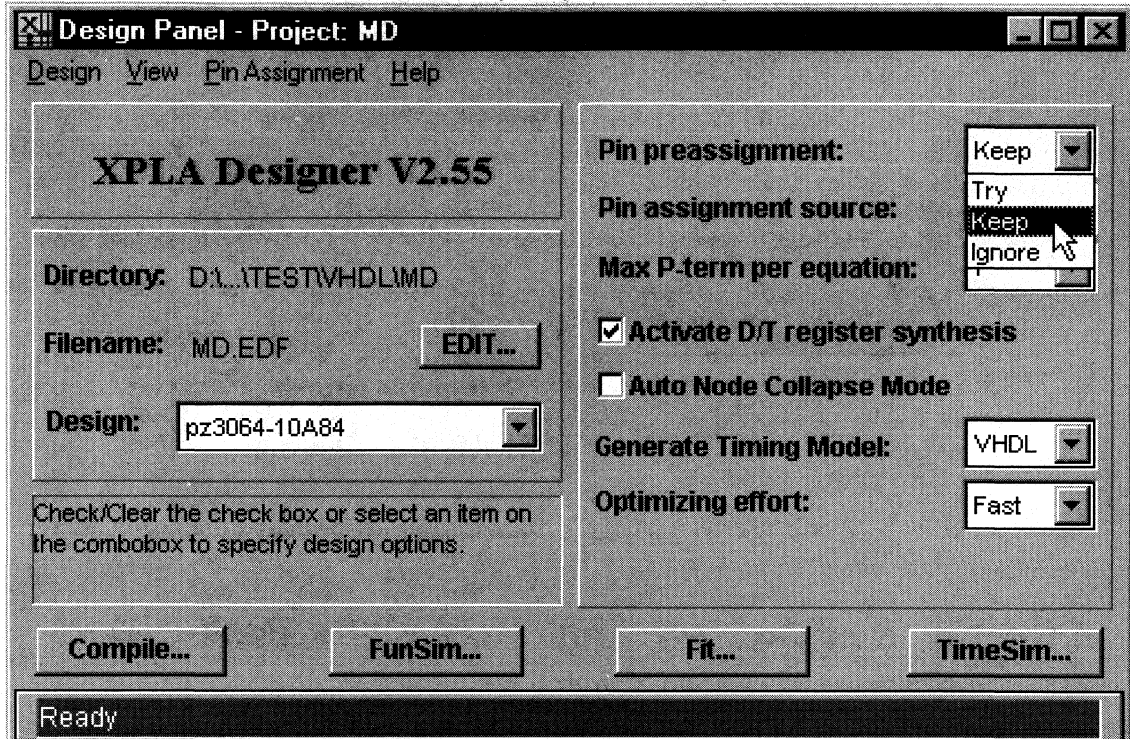 Design Panel - Project: MD
Design View Pin Assignment Help
XPLA Designer V2.55
Directory: D:\...\TEST\VHDL\MD
Filename: MD.EDF EDIT...
Design: pz3064-10A84
Check/Clear the check box or select an item on
the combobox to specify design options.
Pin preassignment: Keep
Try
Keep
Ignore
Pin assignment source:
Max P-term per equation:
Activate D/T register synthesis
Auto Node Collapse Mode
Generate Timing Model: VHDL
Optimizing effort: Fast
Compile... FunSim... Fit... TimeSim...
Ready